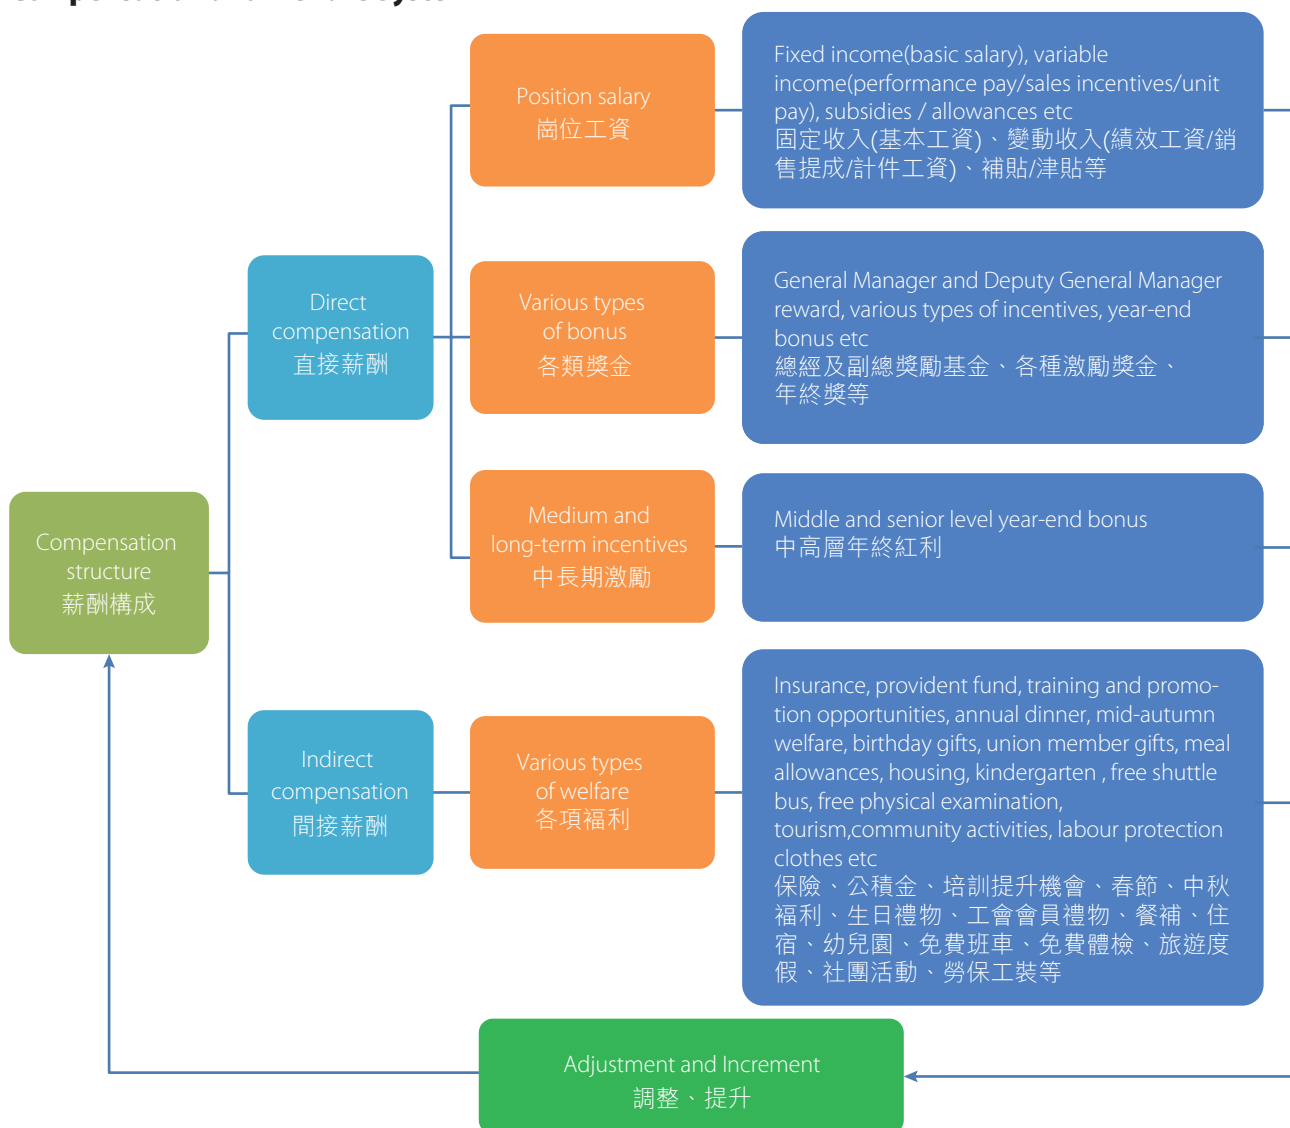 Position salary
崗位工資
Fixed income(basic salary), variable
income(performance pay/sales incentives/unit
pay), subsidies / allowances etc
固定收入(基本工資)、變動收入(績效工資/銷
售提成/計件工資)、補貼/津貼等
Direct
compensation
直接薪酬
Various types
of bonus
各類獎金
General Manager and Deputy General Manager
reward, various types of incentives, year-end
bonus etc
總經及副總獎勵基金、各種激勵獎金、
年終獎等
Compensation
structure
薪酬構成
Medium and
long-term incentives
中長期激勵
Middle and senior level year-end bonus
中高層年終紅利
Indirect
compensation
間接薪酬
Various types
of welfare
各項福利
Insurance, provident fund, training and promo-
tion opportunities, annual dinner, mid-autumn
welfare, birthday gifts, union member gifts, meal
allowances, housing, kindergarten , free shuttle
bus, free physical examination,
tourism,community activities, labour protection
clothes etc
保險、公積金、培訓提升機會、春節、中秋
福利、生日禮物、工會會員禮物、餐補、住
宿、幼兒園、免費班車、免費體檢、旅遊度
假、社團活動、勞保工裝等
Adjustment and Increment
調整、提升